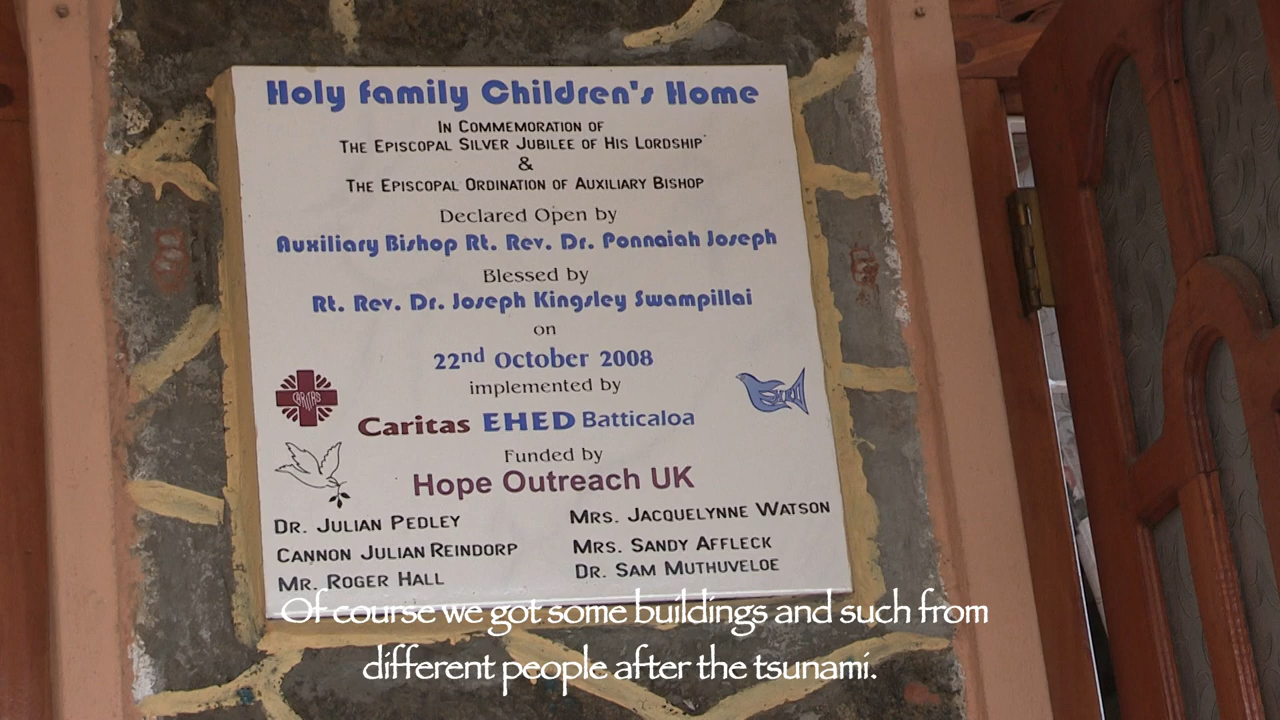 Holy Family Children's Home
In Commemoration of
The Episcopal Silver Jubilee of His Lordship
&
The Episcopal Ordination of Auxiliary Bishop
Declared Open by
Auxiliary Bishop Rt. Rev. Dr. Ponnaiah Joseph
Blessed by
Rt. Rev. Dr. Joseph Kingsley Swampillai
on
22nd October 2008
implemented by
CARITAS
EHED
Caritas EHED Batticaloa
Funded by
Hope Outreach UK
Dr. Julian Pedley
Mrs. Jacquelynne Watson
Cannon Julian Reindorp
Mrs. Sandy Affleck
Mr. Roger Hall
Dr. Sam Muthuveloe
Of course we got some buildings and such from
different people after the tsunami.